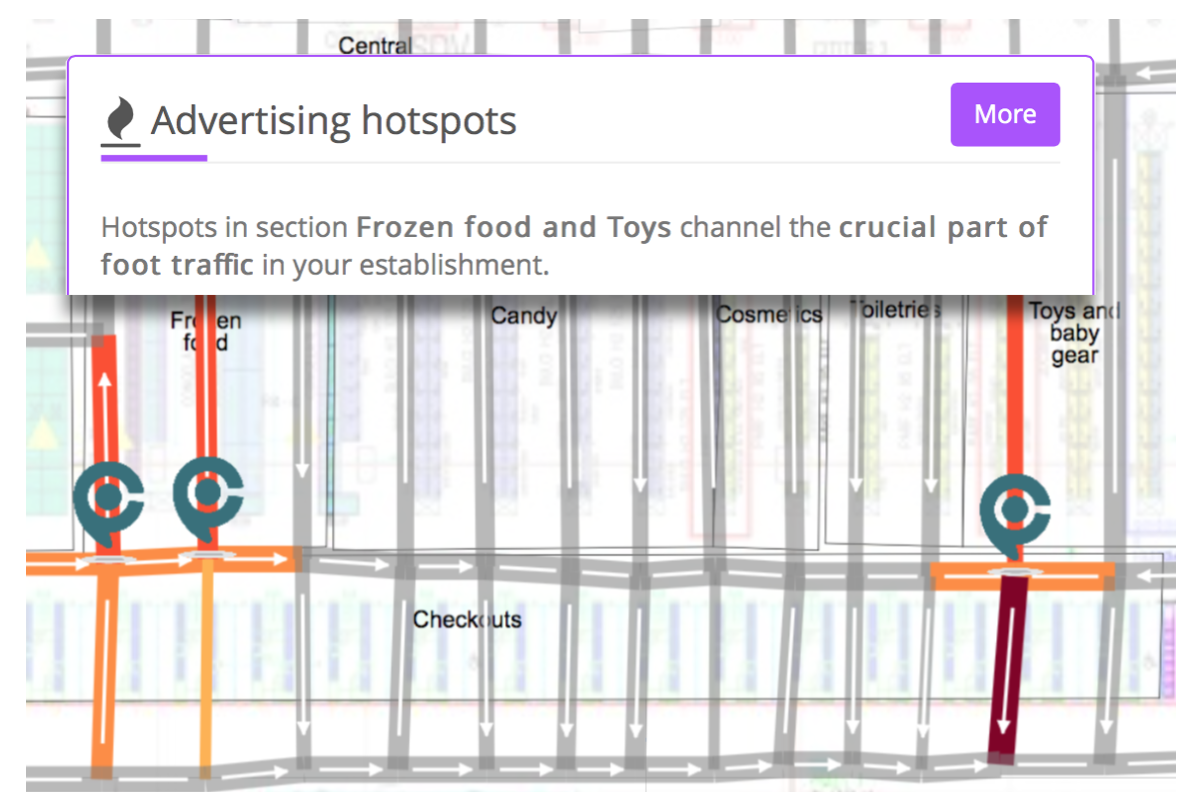 Central
Advertising hotspots
More
Hotspots in section Frozen food and Toys channel the crucial part of
foot traffic in your establishment.
Candy
Cosmetics
Toiletries
Toys and
baby
gear
Frozen
food
Checkouts